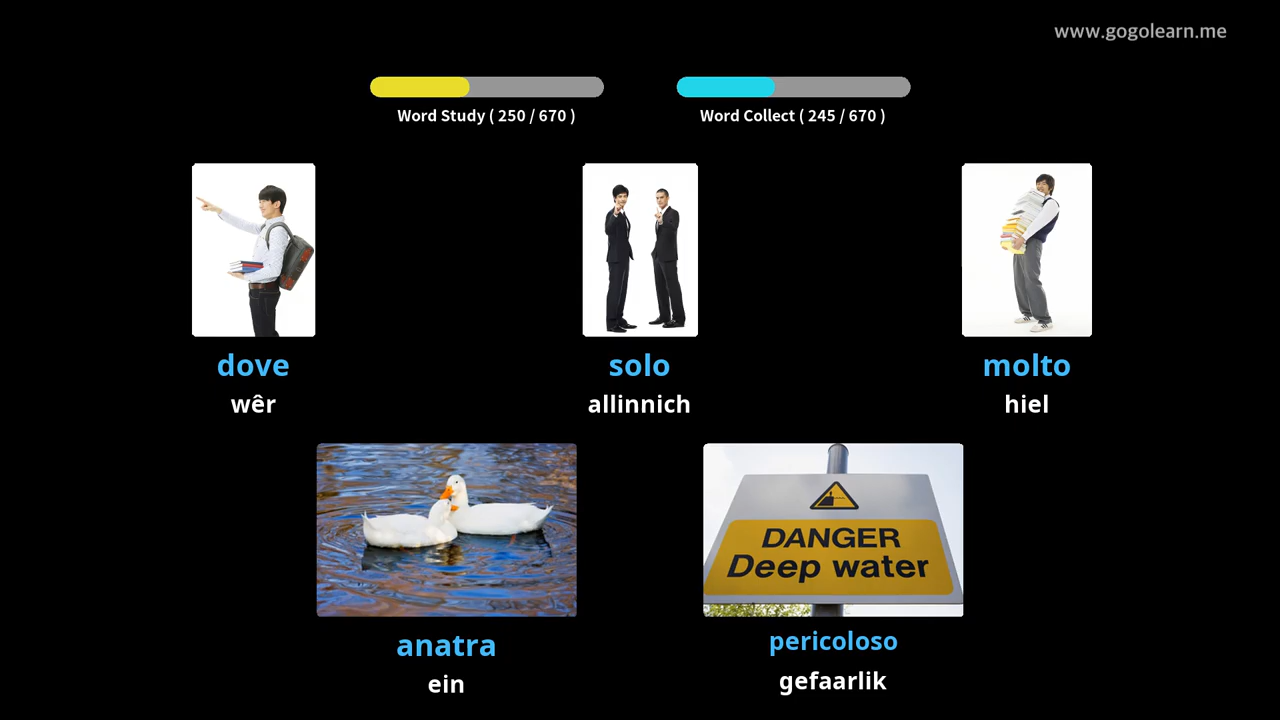 www.gogolearn.me
Word Study ( 250 / 670 )
Word Collect ( 245 / 670 )
dove
solo
molto
wêr
allinnich
hiel
DANGER
Deep water
anatra
pericoloso
ein
gefaarlik